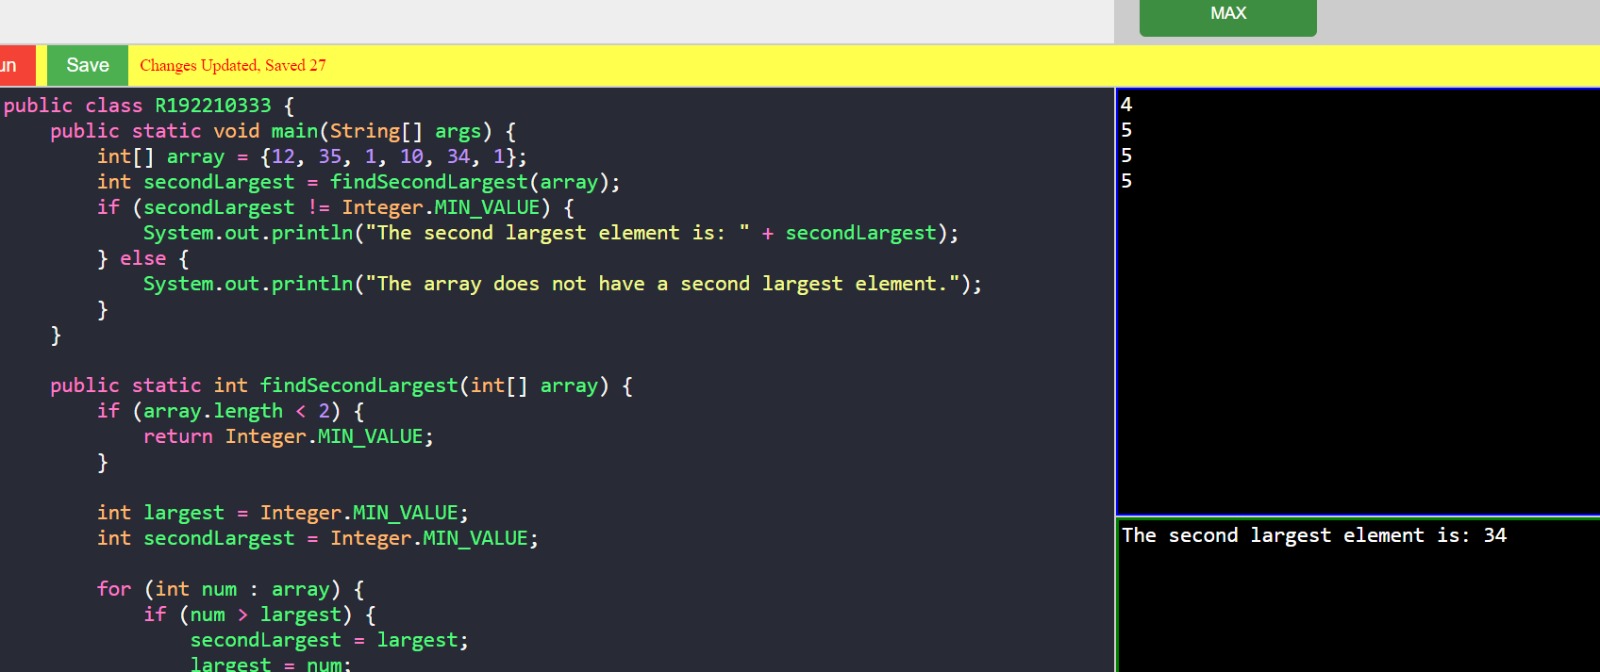 MAX
un
Save
Changes Updated, Saved 27
public class R192210333 {
    public static void main(String[] args) {
        int[] array = {12, 35, 1, 10, 34, 1};
        int secondLargest = findSecondLargest(array);
        if (secondLargest != Integer.MIN_VALUE) {
            System.out.println("The second largest element is: " + secondLargest);
        } else {
            System.out.println("The array does not have a second largest element.");
        }
    }
    public static int findSecondLargest(int[] array) {
        if (array.length < 2) {
            return Integer.MIN_VALUE;
        }
        int largest = Integer.MIN_VALUE;
        int secondLargest = Integer.MIN_VALUE;
        for (int num : array) {
            if (num > largest) {
                secondLargest = largest;
                largest = num;
4
5
5
5
The second largest element is: 34